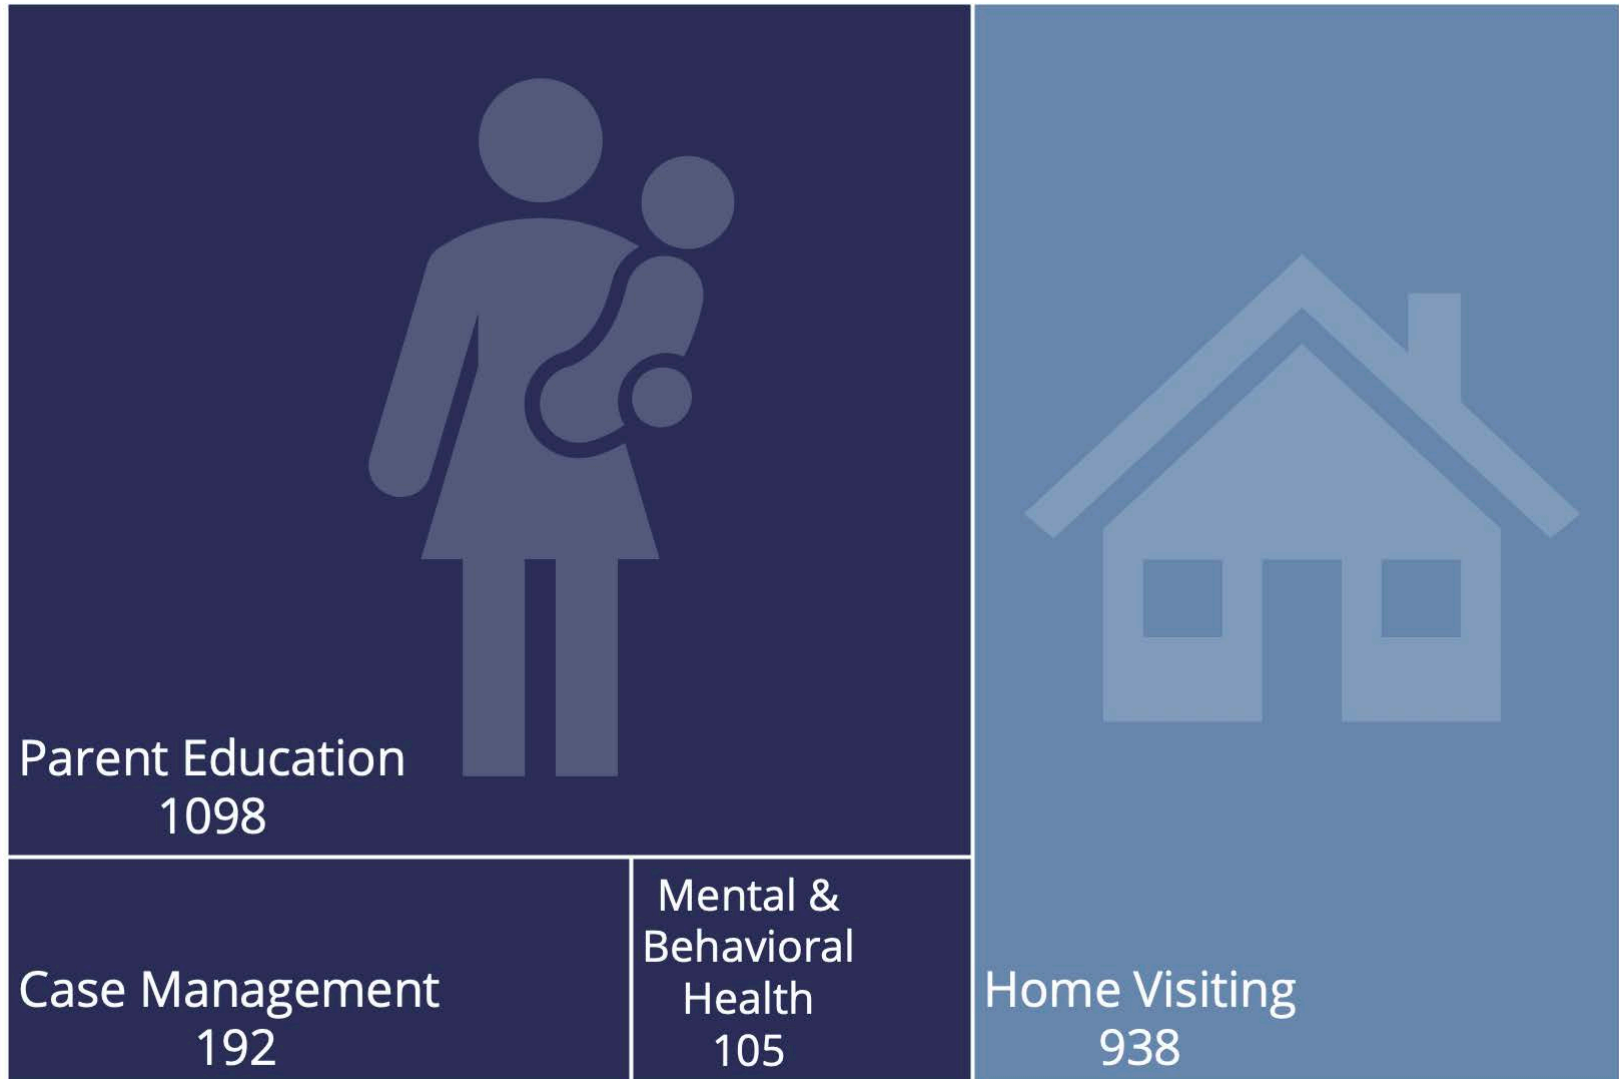 Parent Education
1098
Case Management
192
Mental &
Behavioral
Health
105
Home Visiting
938